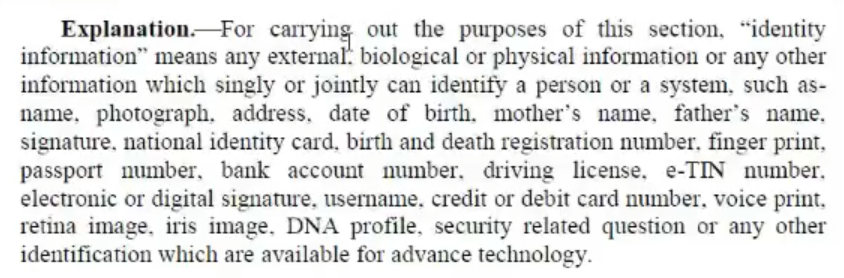 Explanation.—For carrying out the purposes of this section, “identity
information” means any external, biological or physical information or any other
information which singly or jointly can identify a person or a system, such as-
name, photograph, address, date of birth, mother’s name, father’s name,
signature, national identity card, birth and death registration number, finger print,
passport number, bank account number, driving license, e-TIN number,
electronic or digital signature, username, credit or debit card number, voice print,
retina image, iris image, DNA profile, security related question or any other
identification which are available for advance technology.